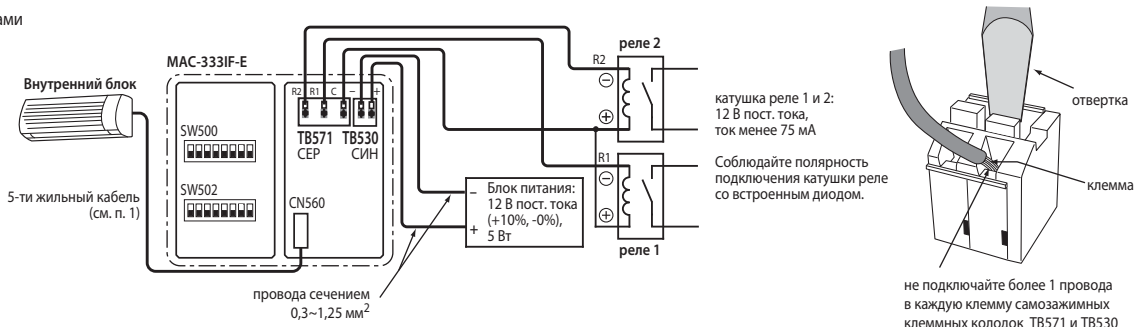 ами
Внутренний блок
5-ти жильный кабель
(см. п. 1)
MAC-333IF-E
SW500
SW502
R2 R1 C – +
TB571 TB530
СЕР СИН
CN560
провода сечением
0,3~1,25 мм²
– Блок питания:
12 В пост. тока
(+10%, -0%),
+ 5 Вт
реле 2
R2
–
+
R1
–
+
реле 1
катушка реле 1 и 2:
12 В пост. тока,
ток менее 75 мА
Соблюдайте полярность
подключения катушки реле
со встроенным диодом.
отвертка
клемма
не подключайте более 1 провода
в каждую клемму самозажимных
клеммных колодок TB571 и TB530